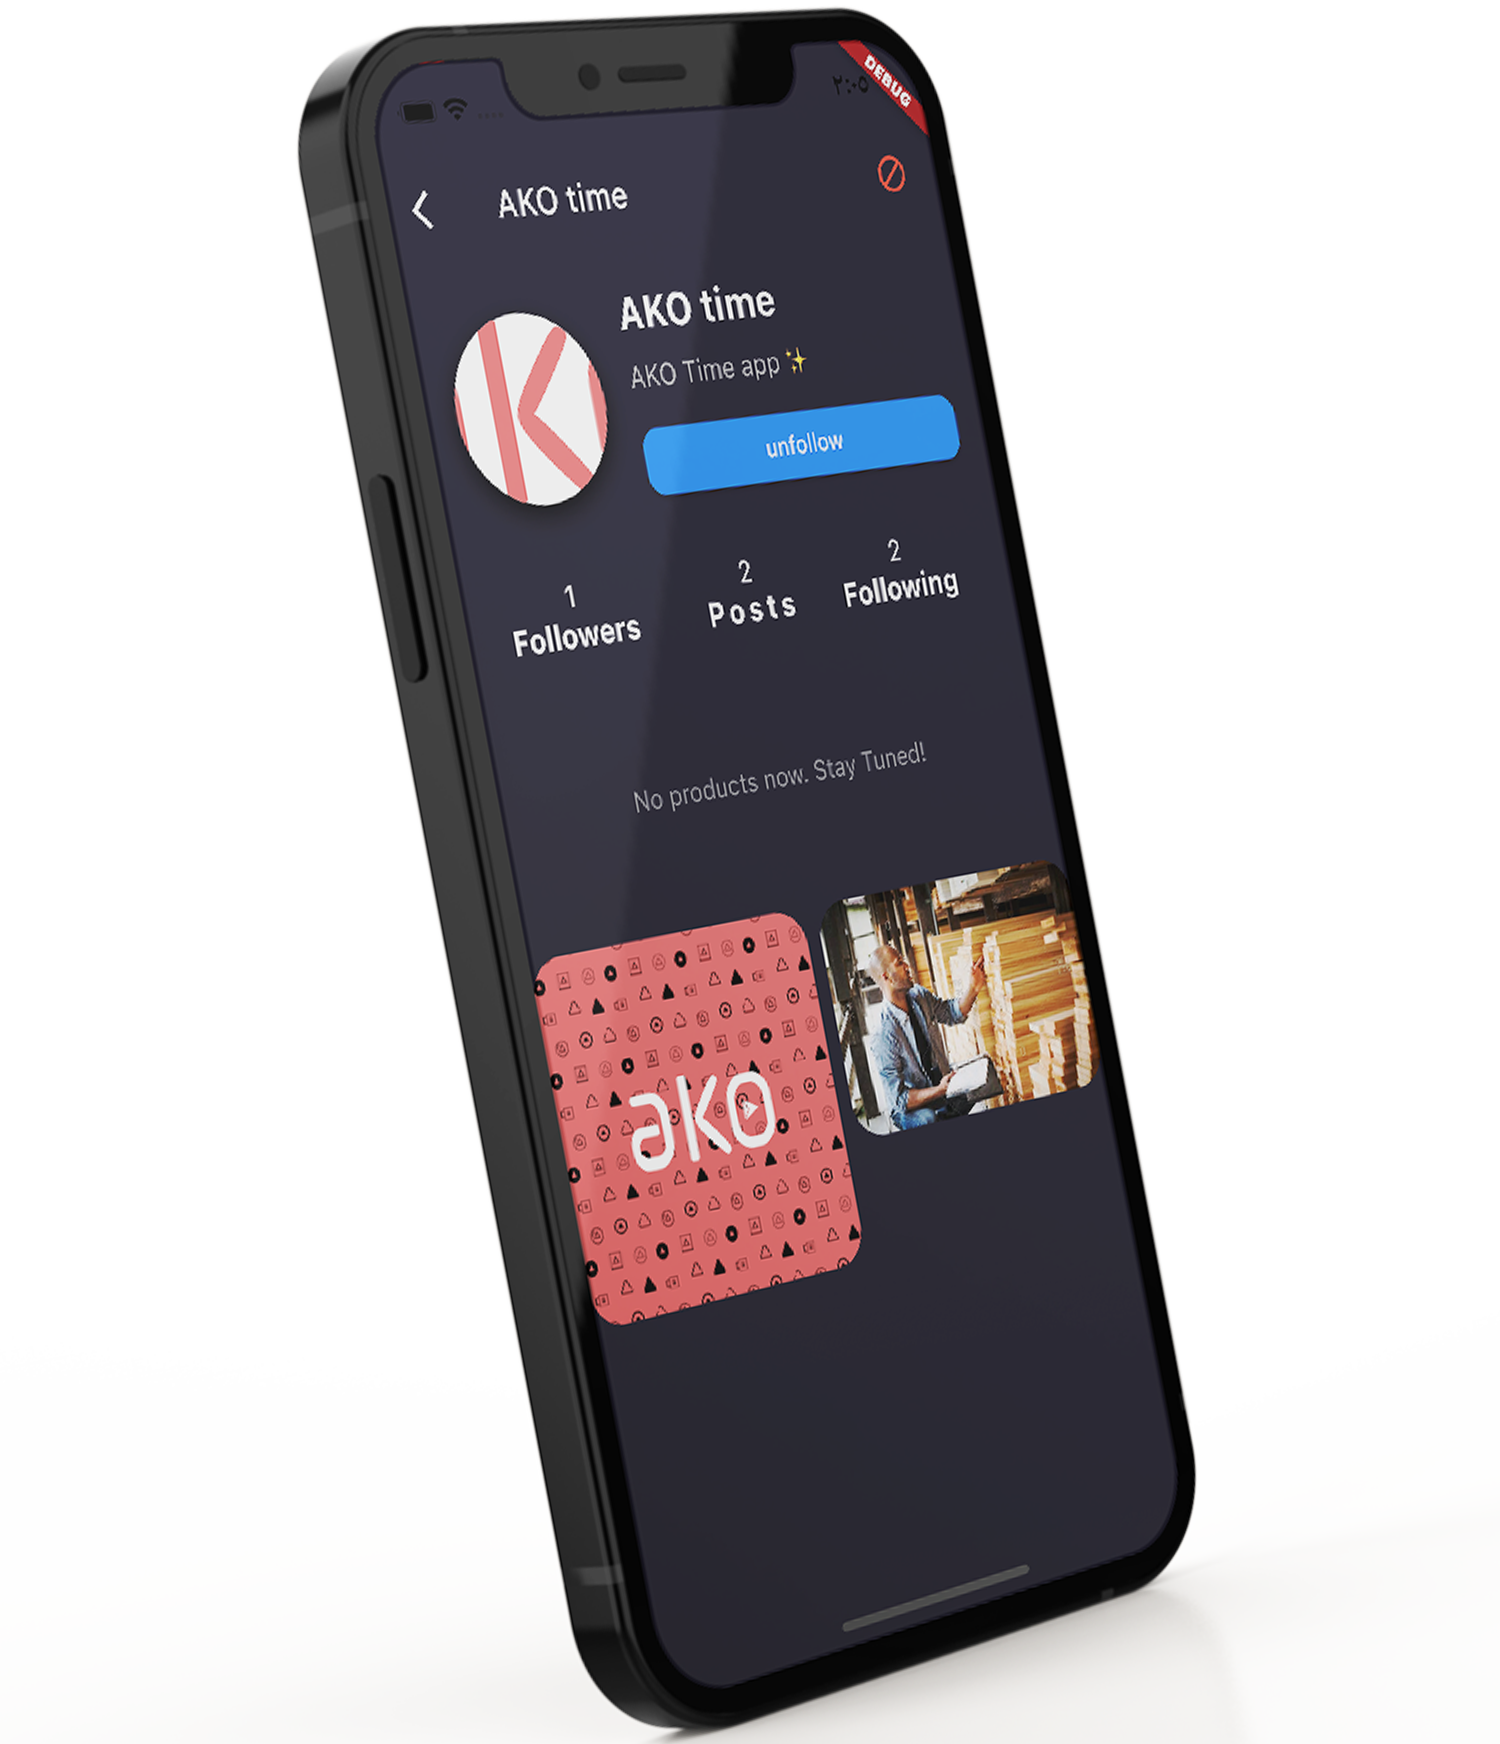 ٢:٠٥
DEBUG
AKO time
AKO time
AKO Time app ✨
unfollow
1
Followers
2
Posts
2
Following
No products now. Stay Tuned!
ako